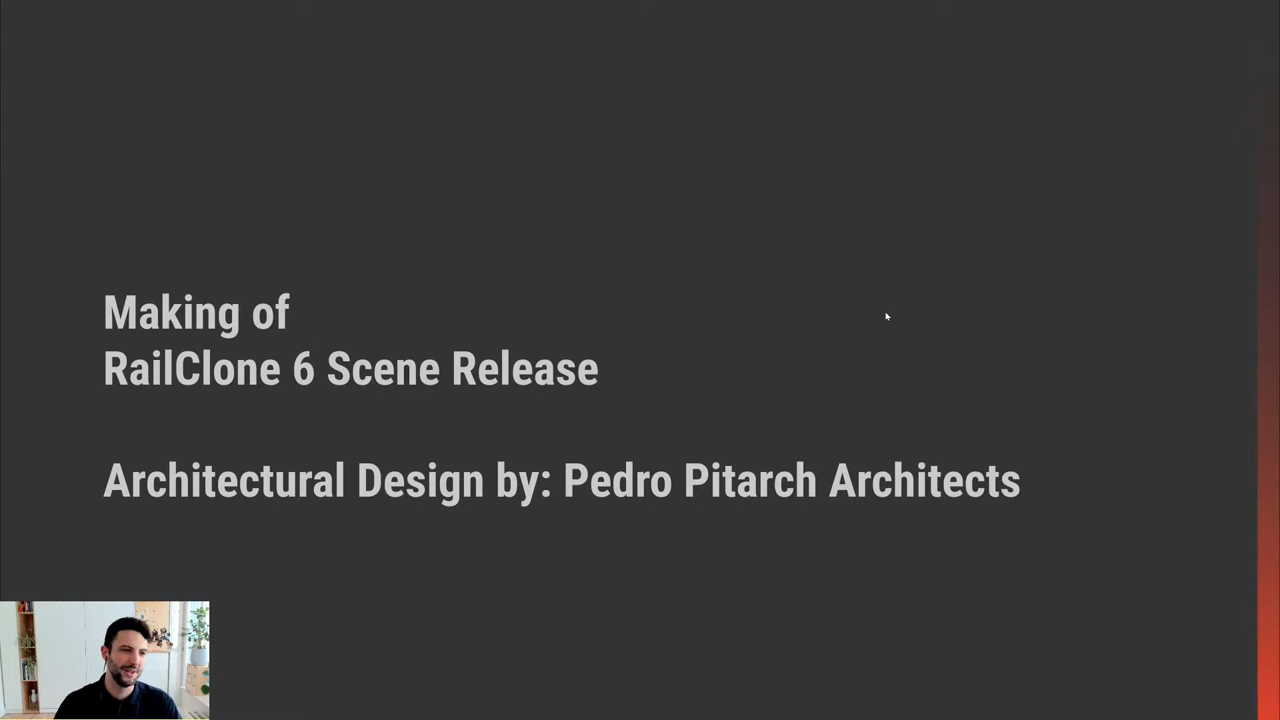 Making of
RailClone 6 Scene Release
Architectural Design by: Pedro Pitarch Architects